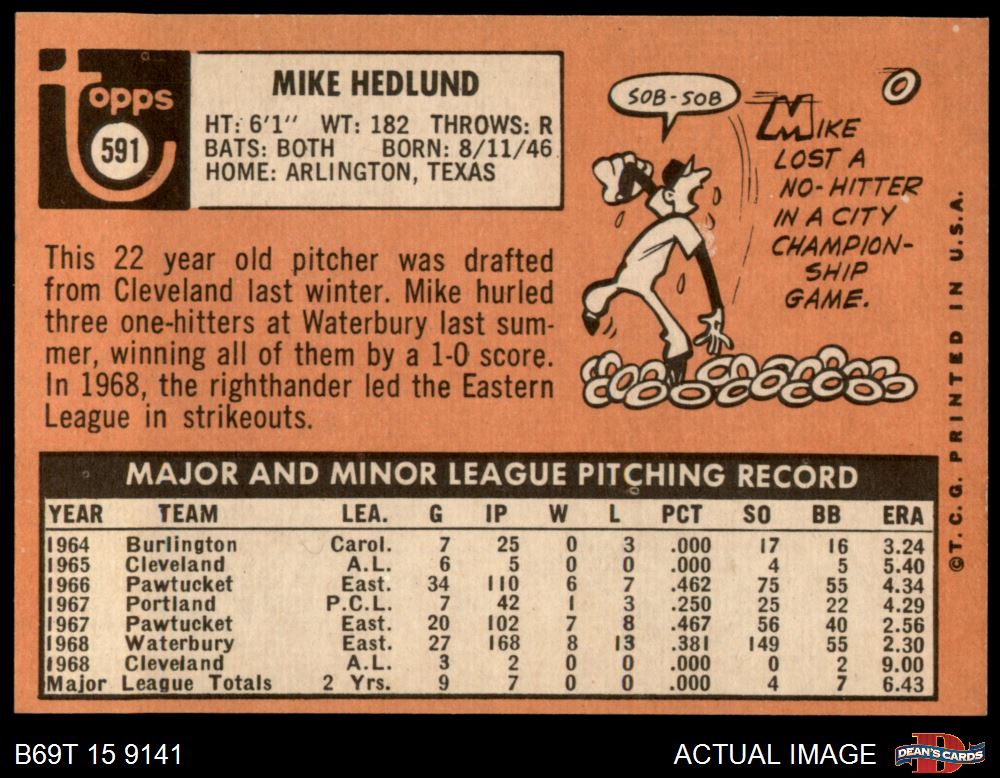 Topps
591
MIKE HEDLUND
HT: 6'1" WT: 182 THROWS: R
BATS: BOTH BORN: 8/11/46
HOME: ARLINGTON, TEXAS
This 22 year old pitcher was drafted
from Cleveland last winter. Mike hurled
three one-hitters at Waterbury last sum-
mer, winning all of them by a 1-0 score.
In 1968, the righthander led the Eastern
League in strikeouts.
SOB-SOB
MIKE
LOST A
NO-HITTER
IN A CITY
CHAMPION-
SHIP
GAME.
MAJOR AND MINOR LEAGUE PITCHING RECORD
YEAR TEAM LEA. G IP W L PCT SO BB ERA
1964 Burlington Carol. 7 25 0 3 .000 17 16 3.24
1965 Cleveland A.L. 6 5 0 0 .000 4 5 5.40
1966 Pawtucket East. 34 110 6 7 .462 75 55 4.34
1967 Portland P.C.L. 7 42 1 3 .250 25 22 4.29
1967 Pawtucket East. 20 102 7 8 .467 56 40 2.56
1968 Waterbury East. 27 168 8 13 .381 149 55 2.30
1968 Cleveland A.L. 3 2 0 0 .000 0 2 9.00
Major League Totals 2 Yrs. 9 7 0 0 .000 4 7 6.43
©T.C.G. PRINTED IN U.S.A.
B69T 15 9141
ACTUAL IMAGE
DEAN'S CARDS